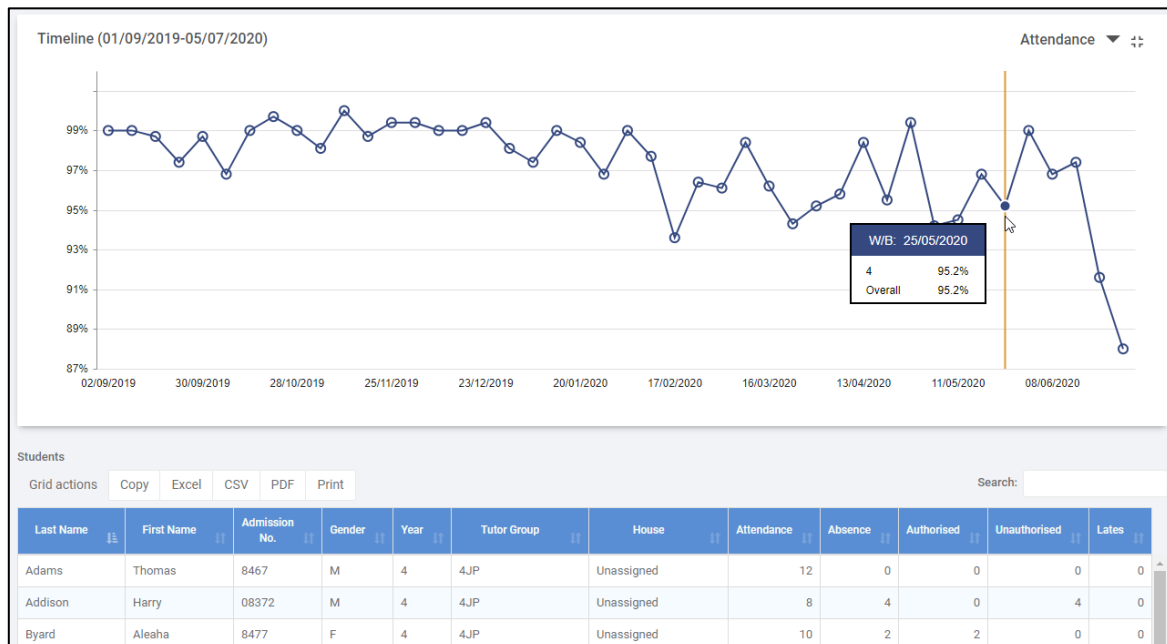 Timeline (01/09/2019-05/07/2020)
Attendance
99%
97%
95%
93%
91%
89%
87%
W/B: 25/05/2020
4 95.2%
Overall 95.2%
02/09/2019 30/09/2019 28/10/2019 25/11/2019 23/12/2019 20/01/2020 17/02/2020 16/03/2020 13/04/2020 11/05/2020 08/06/2020
Students
Grid actions Copy Excel CSV PDF Print Search:
Last Name First Name Admission No. Gender Year Tutor Group House Attendance Absence Authorised Unauthorised Lates
Adams Thomas 8467 M 4 4JP Unassigned 12 0 0 0 0
Addison Harry 08372 M 4 4JP Unassigned 8 4 0 4 0
Byard Aleaha 8477 F 4 4JP Unassigned 10 2 2 0 0